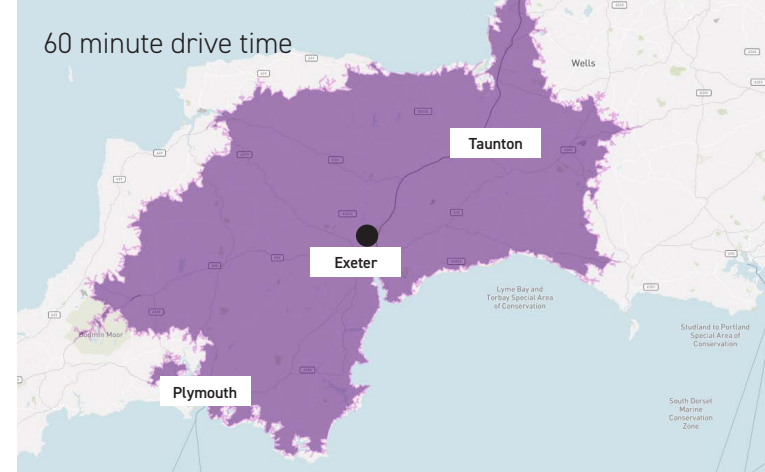 60 minute drive time
Wells
Taunton
Exeter
Lyme Bay and
Torbay Special Area
of Conservation
Bodmin Moor
Studland to Portland
Special Area of
Conservation
Plymouth
South Dorset
Marine
Conservation
Zone